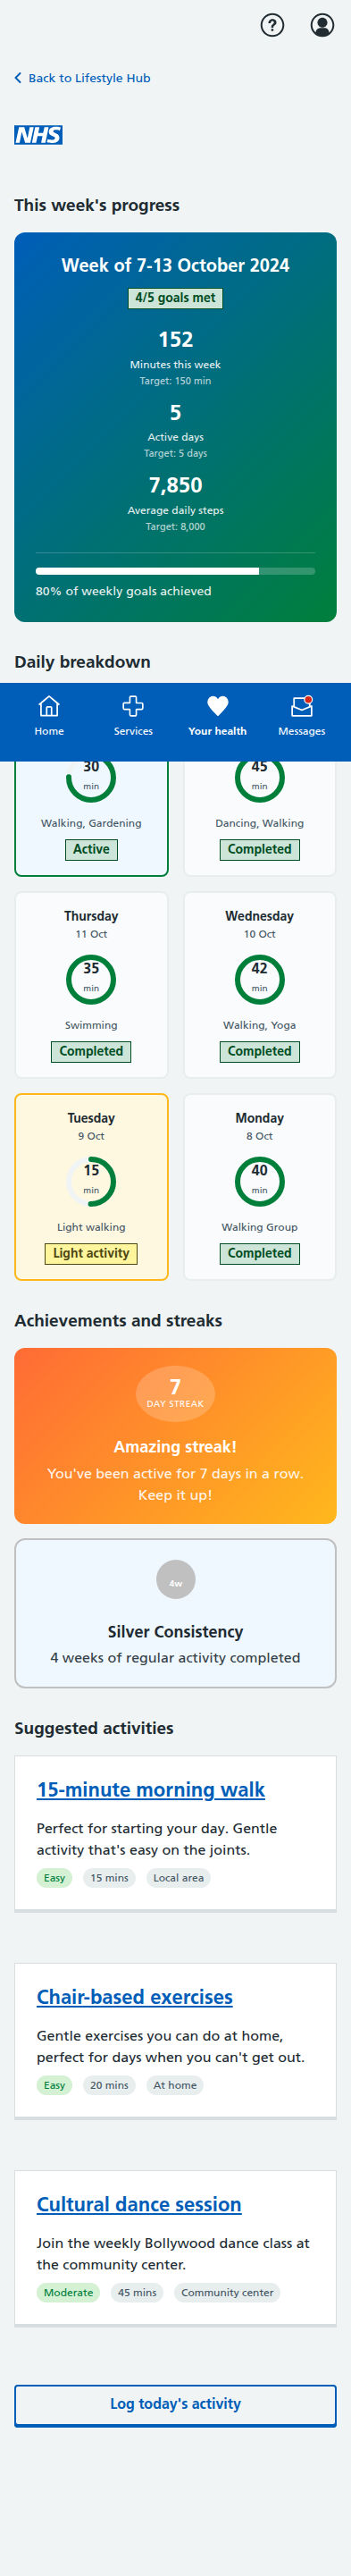 Back to Lifestyle Hub
NHS
This week's progress
Week of 7-13 October 2024
4/5 goals met
152
Minutes this week
Target: 150 min
5
Active days
Target: 5 days
7,850
Average daily steps
Target: 8,000
80% of weekly goals achieved
Daily breakdown
Home
Services
Your health
Messages
30
min
Walking, Gardening
Active
45
min
Dancing, Walking
Completed
Thursday
11 Oct
35
min
Swimming
Completed
Wednesday
10 Oct
42
min
Walking, Yoga
Completed
Tuesday
9 Oct
15
min
Light walking
Light activity
Monday
8 Oct
40
min
Walking Group
Completed
Achievements and streaks
7
DAY STREAK
Amazing streak!
You've been active for 7 days in a row.
Keep it up!
4w
Silver Consistency
4 weeks of regular activity completed
Suggested activities
15-minute morning walk
Perfect for starting your day. Gentle
activity that's easy on the joints.
Easy
15 mins
Local area
Chair-based exercises
Gentle exercises you can do at home,
perfect for days when you can't get out.
Easy
20 mins
At home
Cultural dance session
Join the weekly Bollywood dance class at
the community center.
Moderate
45 mins
Community center
Log today's activity